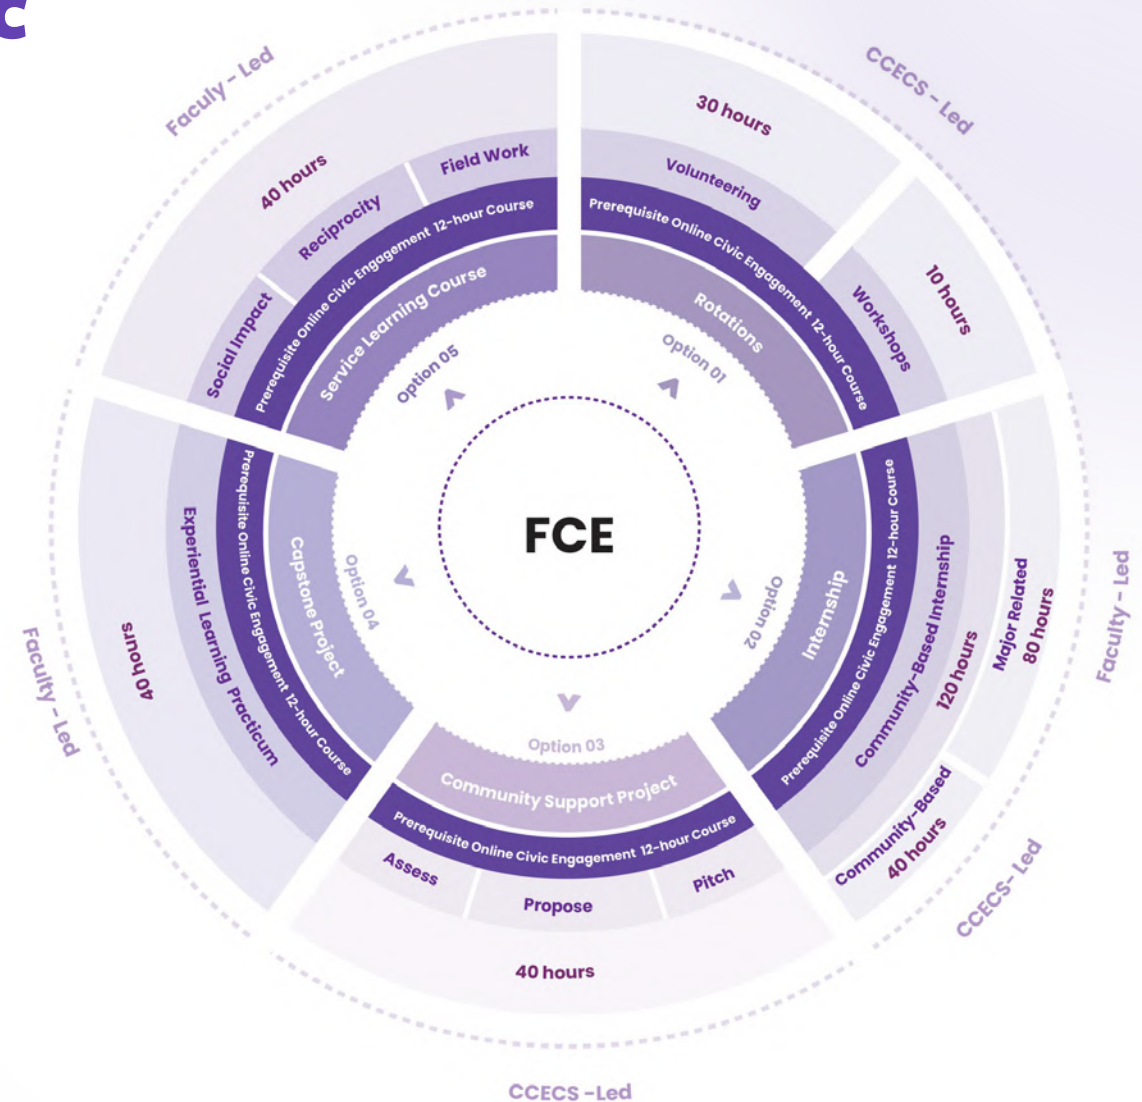 C
FCE
Option 01
Rotations
Prerequisite Online Civic Engagement 12-hour Course
Volunteering
30 hours
Workshops
10 hours
CCECS - Led
Option 02
Internship
Prerequisite Online Civic Engagement 12-hour Course
Community-Based Internship
120 hours
Major Related
80 hours
Faculty - Led
Community-Based
40 hours
CCECS- Led
Option 03
Community Support Project
Prerequisite Online Civic Engagement 12-hour Course
Assess
Propose
Pitch
40 hours
CCECS -Led
Option 04
Capstone Project
Prerequisite Online Civic Engagement 12-hour Course
Experiential Learning Practicum
40 hours
Faculty - Led
Option 05
Service Learning Course
Prerequisite Online Civic Engagement 12-hour Course
Social Impact
Reciprocity
Field Work
40 hours
Faculy - Led